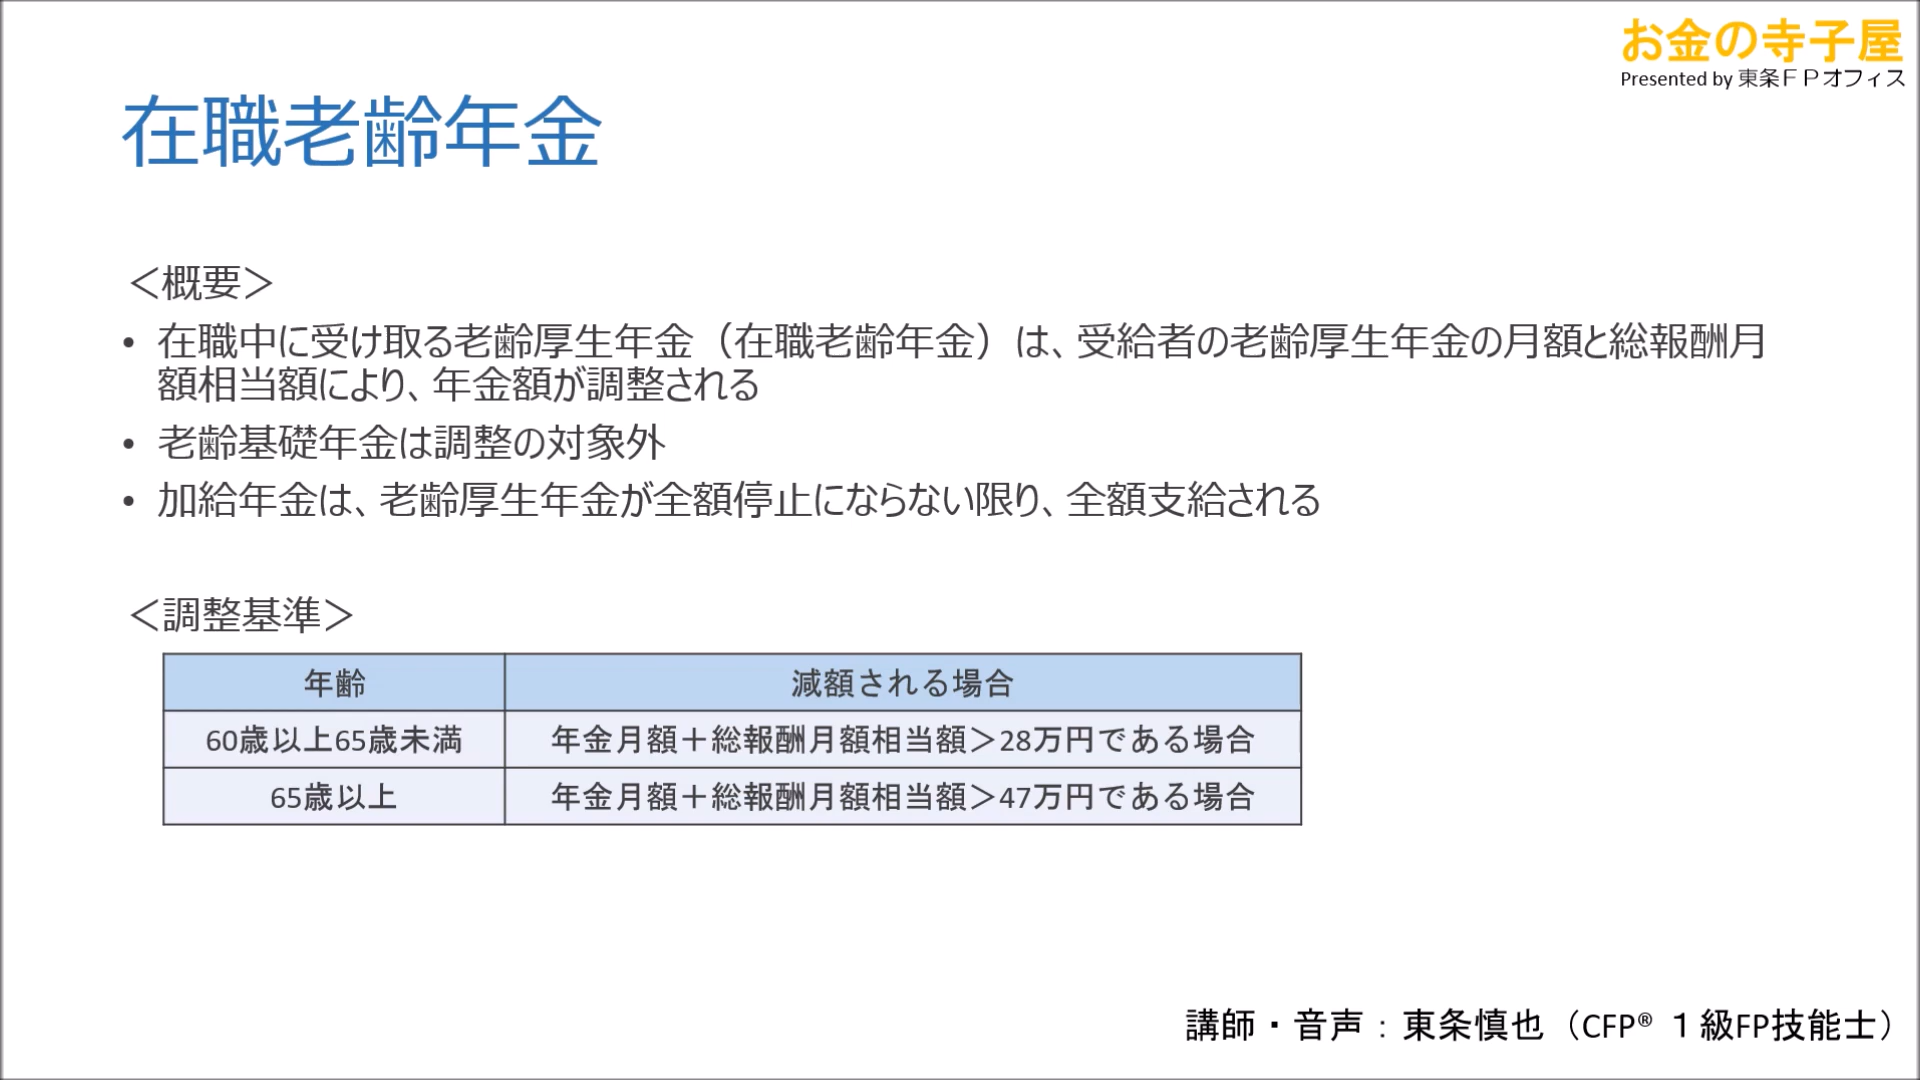 お金の寺子屋
Presented by 東条ＦＰオフィス
在職老齢年金
＜概要＞
• 在職中に受け取る老齢厚生年金（在職老齢年金）は、受給者の老齢厚生年金の月額と総報酬月
額相当額により、年金額が調整される
• 老齢基礎年金は調整の対象外
• 加給年金は、老齢厚生年金が全額停止にならない限り、全額支給される
＜調整基準＞
年齢 減額される場合
60歳以上65歳未満 年金月額＋総報酬月額相当額＞28万円である場合
65歳以上 年金月額＋総報酬月額相当額＞47万円である場合
講師・音声：東条慎也（CFP® １級FP技能士）